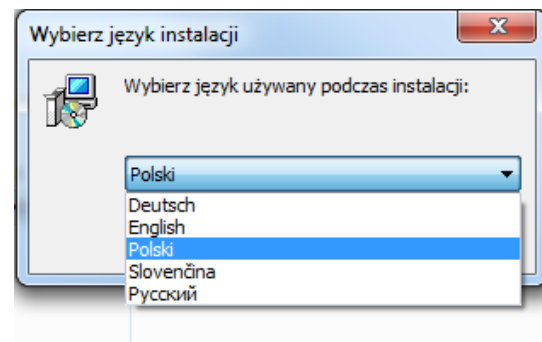 Wybierz język instalacji
Wybierz język używany podczas instalacji:
Polski
Deutsch
English
Polski
Slovenčina
Русский